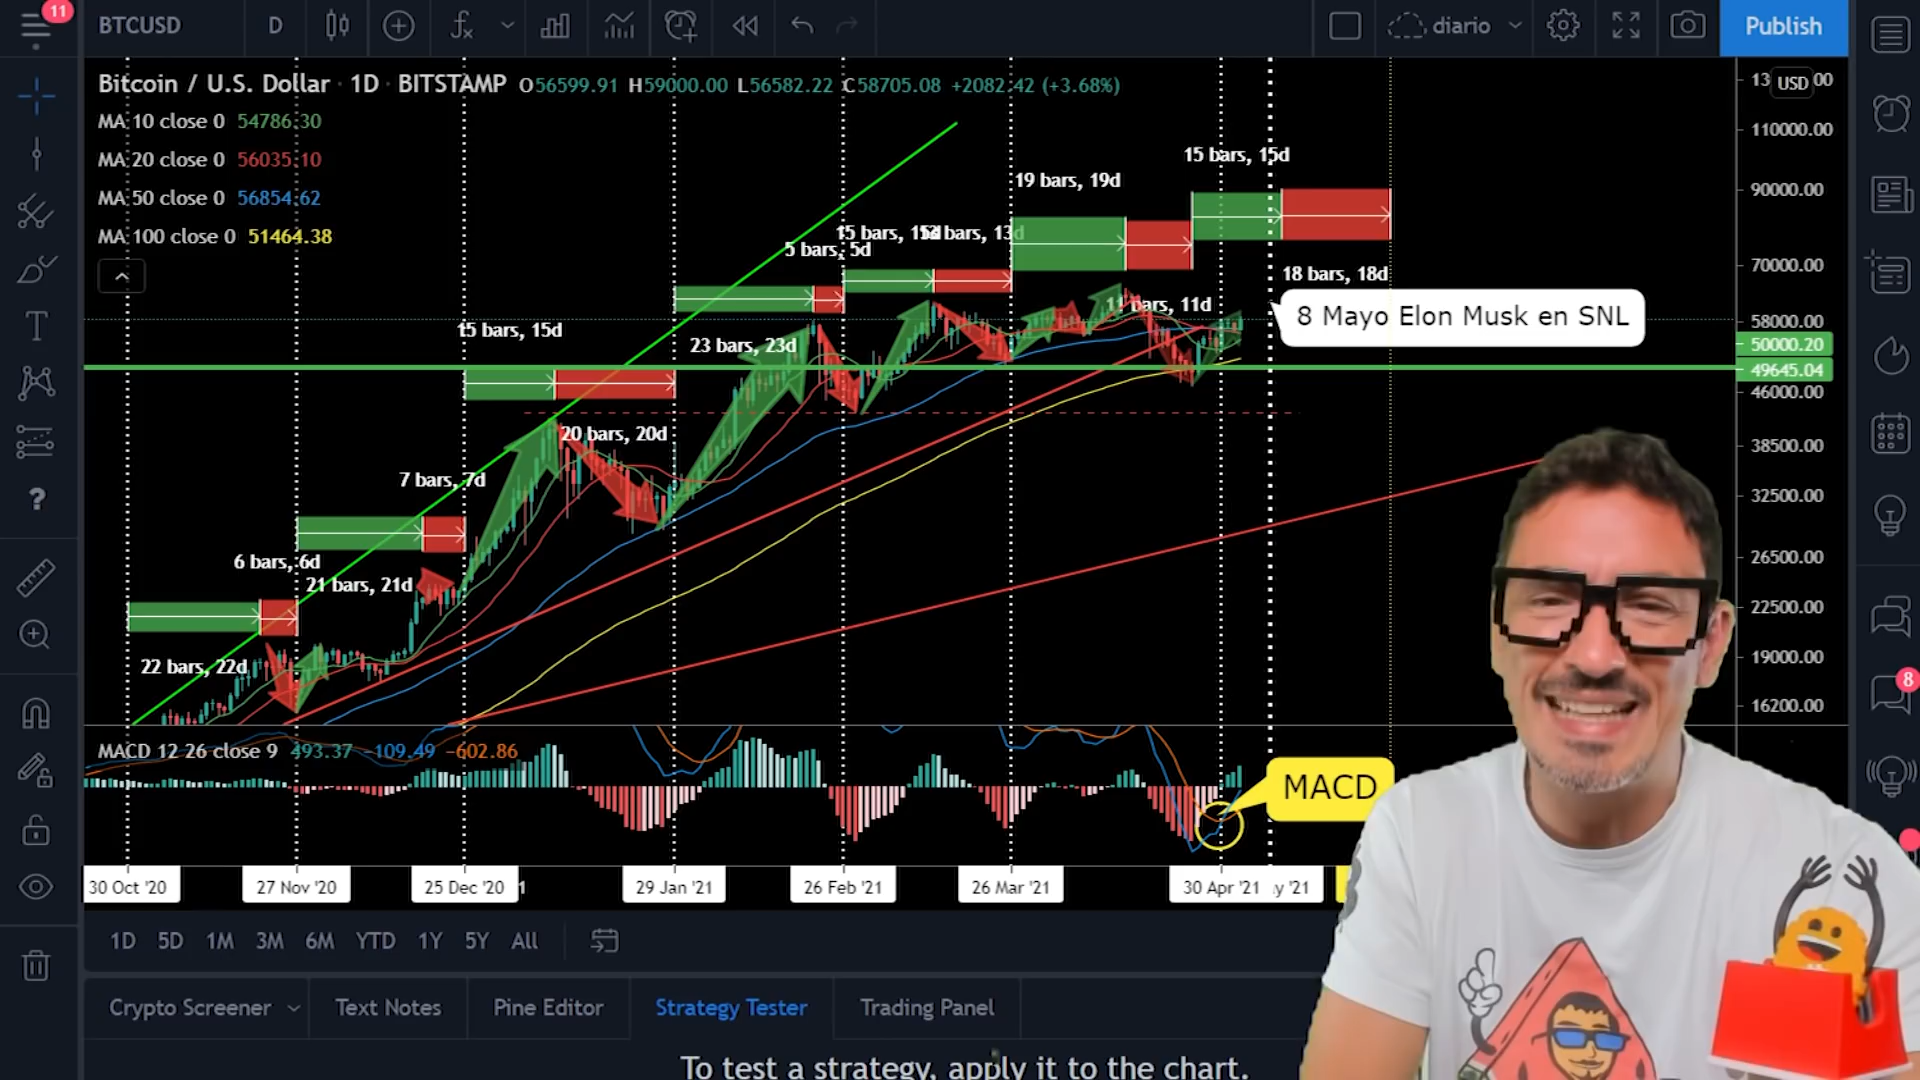 11
BTCUSD
D
diario
Publish
Bitcoin / U.S. Dollar · 1D · BITSTAMP O56599.91 H59000.00 L56582.22 C58705.08 +2082.42 (+3.68%)
USD
MA 10 close 0 54786.30
MA 20 close 0 56035.10
MA 50 close 0 56854.62
MA 100 close 0 51464.38
110000.00
90000.00
70000.00
58000.00
50000.20
49645.04
46000.00
38500.00
32500.00
26500.00
22500.00
19000.00
16200.00
15 bars, 15d
19 bars, 19d
15 bars, 15d
13 bars, 13d
5 bars, 5d
18 bars, 18d
11 bars, 11d
8 Mayo Elon Musk en SNL
15 bars, 15d
23 bars, 23d
20 bars, 20d
7 bars, 7d
6 bars, 6d
21 bars, 21d
22 bars, 22d
8
MACD 12 26 close 9 493.37 -109.49 -602.86
MACD
30 Oct '20
27 Nov '20
25 Dec '20
29 Jan '21
26 Feb '21
26 Mar '21
30 Apr '21
1D 5D 1M 3M 6M YTD 1Y 5Y All
Crypto Screener
Text Notes
Pine Editor
Strategy Tester
Trading Panel
To test a strategy, apply it to the chart.